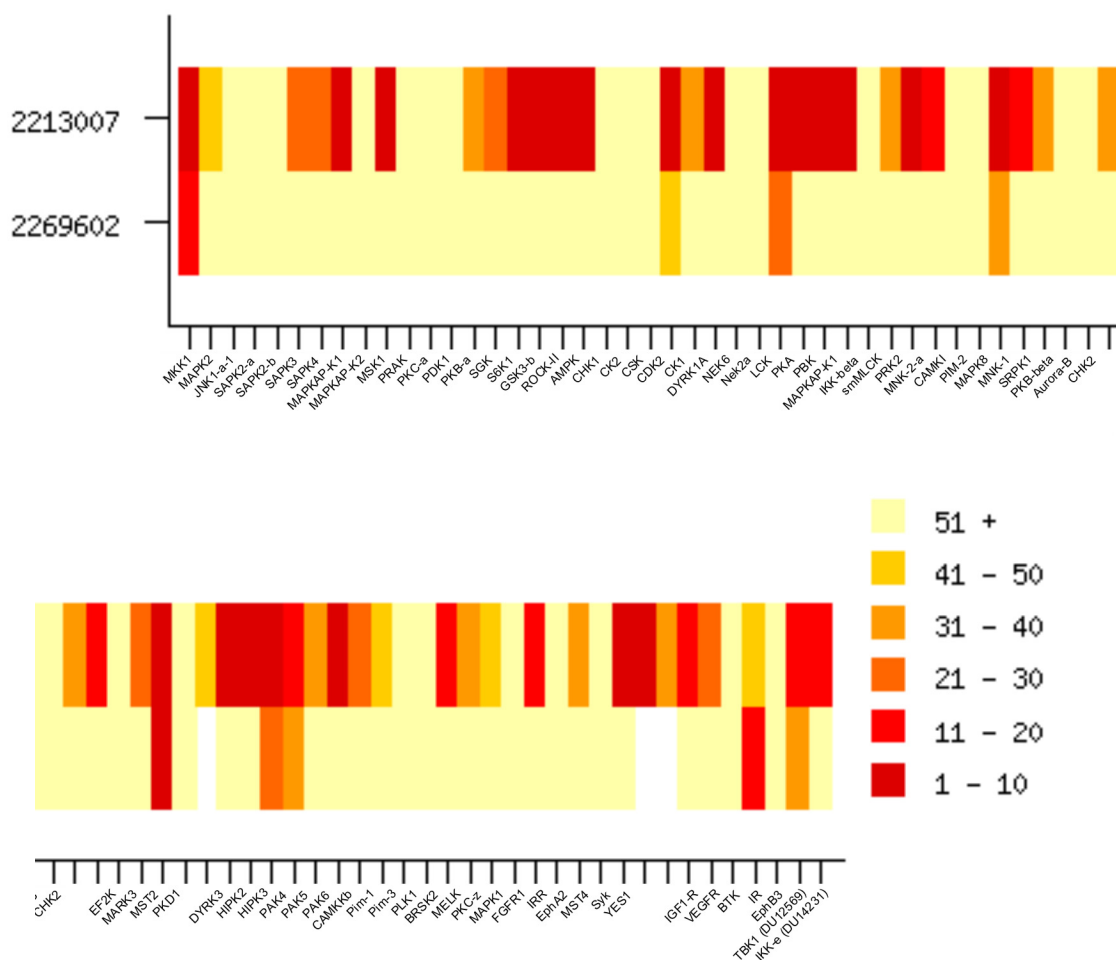 2213007
2269602
MKK1
MAPK2
JNK1-a-1
SAPK2-a
SAPK2-b
SAPK3
SAPK4
MAPKAP-K1
MAPKAP-K2
MSK1
PRAK
PKC-a
PDK1
PKB-a
SGK
S6K1
GSK3-b
ROCK-II
AMPK
CHK1
CK2
CSK
CDK2
CK1
DYRK1A
NEK6
Nek2a
LCK
PKA
PBK
MAPKAP-K1
IKK-beta
smMLCK
PRK2
MNK-2-a
CAMKI
PIM-2
MAPK8
MNK-1
SRPK1
PKB-beta
Aurora-B
CHK2
51 +
41 - 50
31 - 40
21 - 30
11 - 20
1 - 10
CHK2
EF2K
MARK3
MST2
PKD1
DYRK3
HIPK2
HIPK3
PAK4
PAK5
PAK6
CAMKKb
Pim-1
Pim-3
PLK1
BRSK2
MELK
PKC-z
MAPK1
FGFR1
IRR
EphA2
MST4
Syk
YES1
IGF1-R
VEGFR
BTK
IR
EphB3
TBK1 (DU12569)
IKK-e (DU14231)